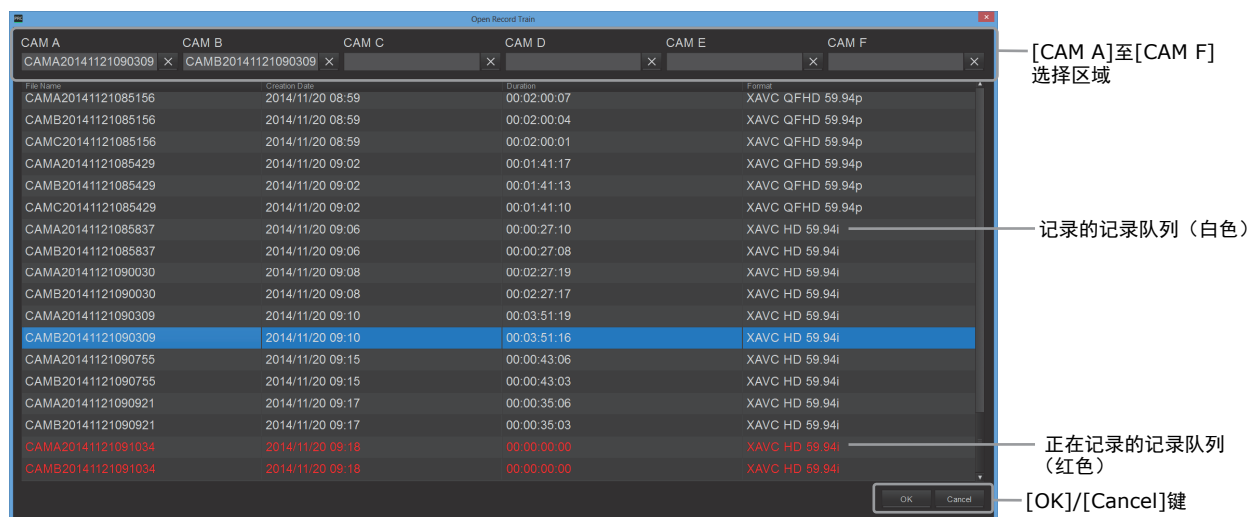 PRC
Open Record Train
CAM A CAM B CAM C CAM D CAM E CAM F
CAMA20141121090309 × CAMB20141121090309 × × × × ×
[CAM A]至[CAM F]
选择区域
File Name Creation Date Duration Format
CAMA20141121085156 2014/11/20 08:59 00:02:00:07 XAVC QFHD 59.94p
CAMB20141121085156 2014/11/20 08:59 00:02:00:04 XAVC QFHD 59.94p
CAMC20141121085156 2014/11/20 08:59 00:02:00:01 XAVC QFHD 59.94p
CAMA20141121085429 2014/11/20 09:02 00:01:41:17 XAVC QFHD 59.94p
CAMB20141121085429 2014/11/20 09:02 00:01:41:13 XAVC QFHD 59.94p
CAMC20141121085429 2014/11/20 09:02 00:01:41:10 XAVC QFHD 59.94p
CAMA20141121085837 2014/11/20 09:06 00:00:27:10 XAVC HD 59.94i
记录的记录队列（白色）
CAMB20141121085837 2014/11/20 09:06 00:00:27:08 XAVC HD 59.94i
CAMA20141121090030 2014/11/20 09:08 00:02:27:19 XAVC HD 59.94i
CAMB20141121090030 2014/11/20 09:08 00:02:27:17 XAVC HD 59.94i
CAMA20141121090309 2014/11/20 09:10 00:03:51:19 XAVC HD 59.94i
CAMB20141121090309 2014/11/20 09:10 00:03:51:16 XAVC HD 59.94i
CAMA20141121090755 2014/11/20 09:15 00:00:43:06 XAVC HD 59.94i
CAMB20141121090755 2014/11/20 09:15 00:00:43:03 XAVC HD 59.94i
CAMA20141121090921 2014/11/20 09:17 00:00:35:06 XAVC HD 59.94i
CAMB20141121090921 2014/11/20 09:17 00:00:35:03 XAVC HD 59.94i
CAMA20141121091034 2014/11/20 09:18 00:00:00:00 XAVC HD 59.94i
正在记录的记录队列
（红色）
CAMB20141121091034 2014/11/20 09:18 00:00:00:00 XAVC HD 59.94i
OK Cancel
[OK]/[Cancel]键